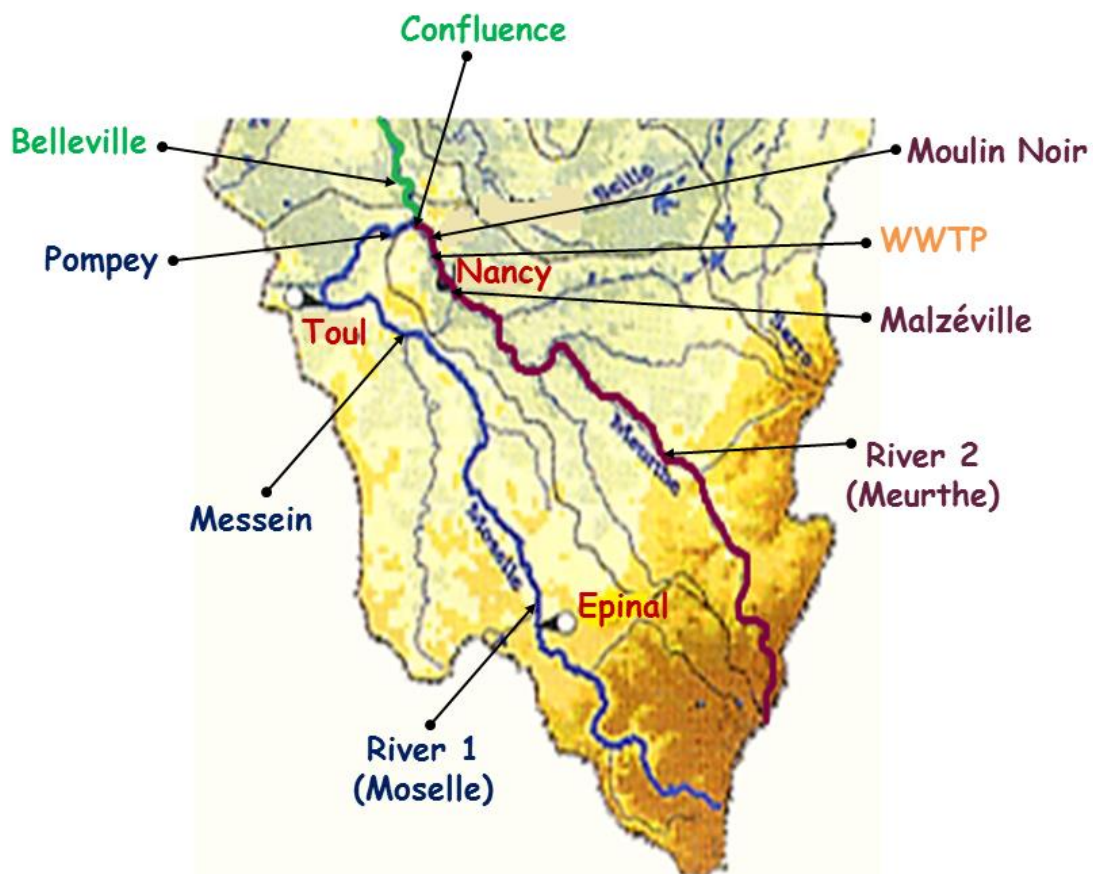 Confluence
Belleville
Moulin Noir
Seille
Pompey
WWTP
Nancy
Malzéville
Toul
Meurthe
River 2
(Meurthe)
Messein
Moselle
Epinal
River 1
(Moselle)